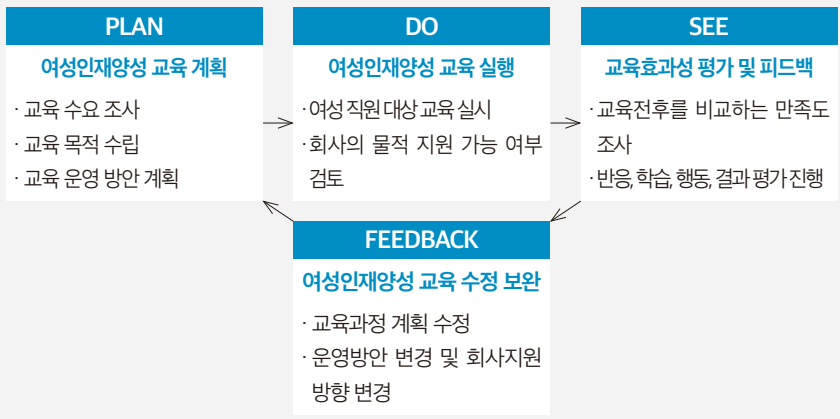 PLAN
여성인재양성 교육 계획
· 교육 수요 조사
· 교육 목적 수립
· 교육 운영 방안 계획
DO
여성인재양성 교육 실행
· 여성 직원 대상 교육 실시
· 회사의 물적 지원 가능 여부
검토
SEE
교육효과성 평가 및 피드백
· 교육전후를 비교하는 만족도
조사
· 반응, 학습, 행동, 결과 평가 진행
FEEDBACK
여성인재양성 교육 수정 보완
· 교육과정 계획 수정
· 운영방안 변경 및 회사지원
방향 변경